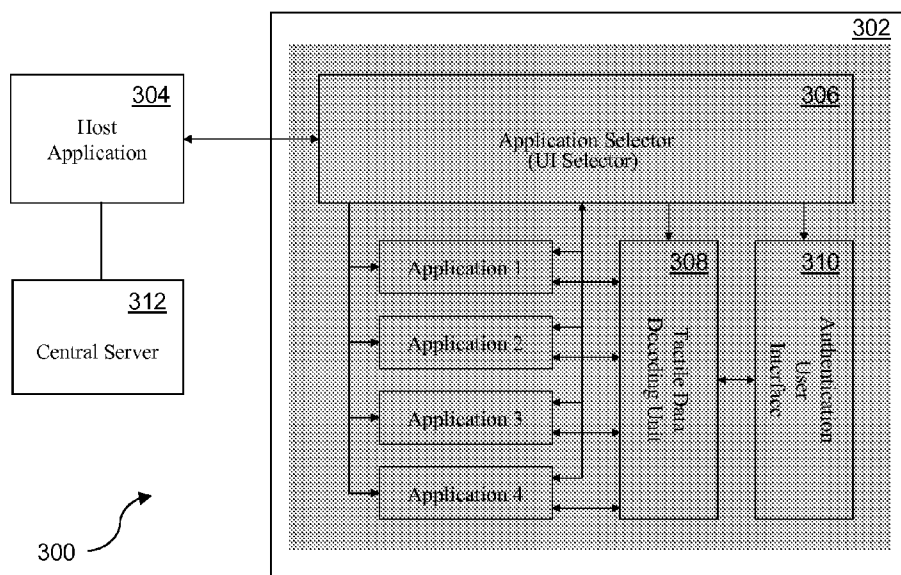 302
304
Host
Application
306
Application Selector
(UI Selector)
312
Central Server
Application 1
Application 2
Application 3
Application 4
308
Tactile Data
Decoding Unit
310
Authentication
User
Interface
300